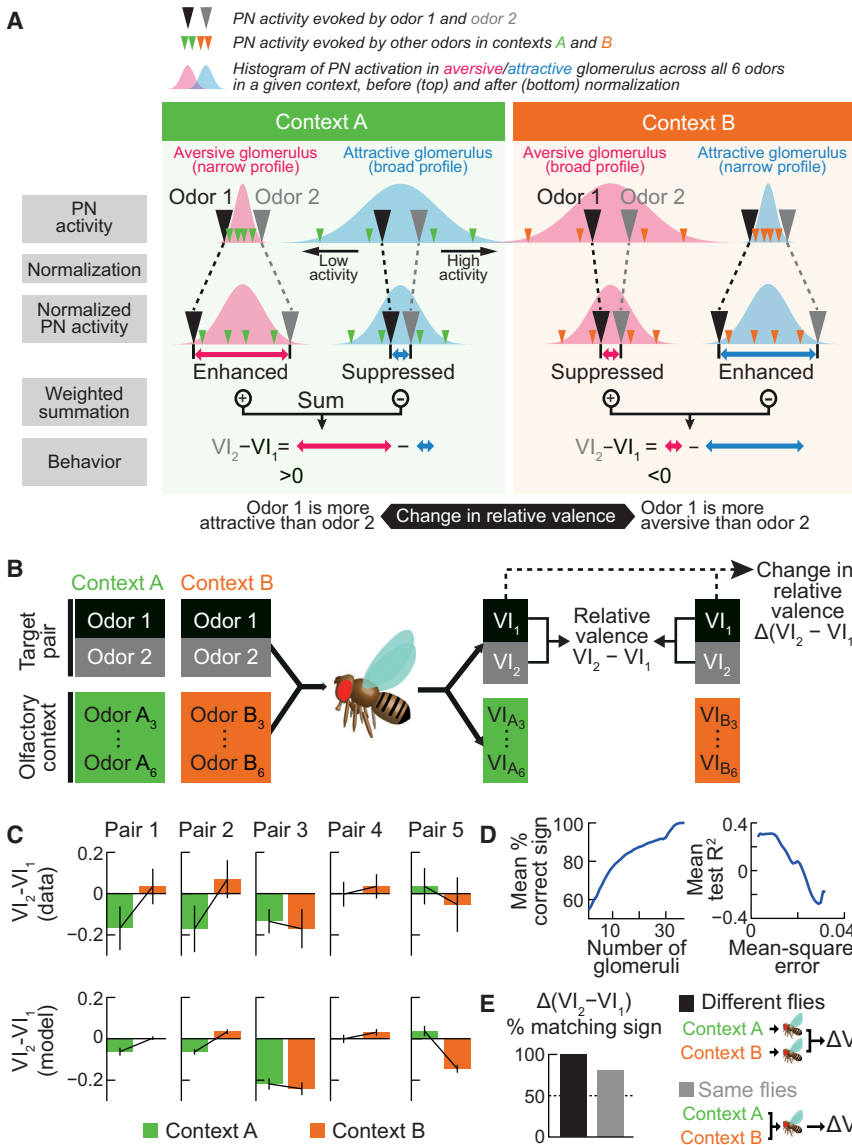 A
PN activity evoked by odor 1 and odor 2
PN activity evoked by other odors in contexts A and B
Histogram of PN activation in aversive/attractive glomerulus across all 6 odors
in a given context, before (top) and after (bottom) normalization
Context A
Context B
Aversive glomerulus
(narrow profile)
Attractive glomerulus
(broad profile)
Aversive glomerulus
(broad profile)
Attractive glomerulus
(narrow profile)
PN
activity
Odor 1 Odor 2
Odor 1 Odor 2
Low
activity
High
activity
Normalization
Normalized
PN activity
Enhanced
Suppressed
Suppressed
Enhanced
Weighted
summation
+ Sum −
+ −
Behavior
VI2−VI1= −
>0
VI2−VI1= −
<0
Odor 1 is more
attractive than odor 2
Change in relative valence
Odor 1 is more
aversive than odor 2
B
Context A
Context B
Target
pair
Odor 1
Odor 2
Odor 1
Odor 2
Olfactory
context
Odor A3
⋮
Odor A6
Odor B3
⋮
Odor B6
VI1
VI2
VIA3
⋮
VIA6
Relative
valence
VI2 − VI1
VI1
VI2
VIB3
⋮
VIB6
Change in
relative
valence
Δ(VI2 − VI1
C
Pair 1 Pair 2 Pair 3 Pair 4 Pair 5
VI2-VI1
(data)
0.2
0
−0.2
VI2-VI1
(model)
0.2
0
−0.2
Context A
Context B
D
Mean %
correct sign
100
80
60
10 30
Number of
glomeruli
Mean
test R2
0.4
0
−0.4
0 0.04
Mean-square
error
E
Δ(VI2−VI1)
% matching sign
100
50
0
Different flies
Context A
Context B
ΔV
Same flies
Context A
Context B
ΔV